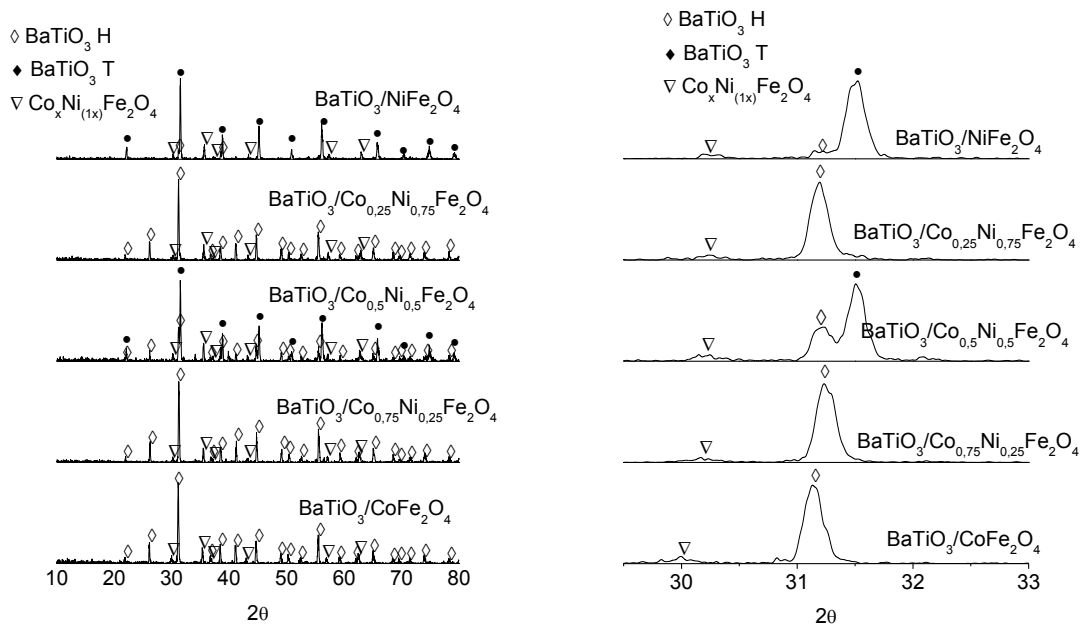 ◊ BaTiO₃ H
♦ BaTiO₃ T
▽ CoₓNi₍₁ₓ₎Fe₂O₄
BaTiO₃/NiFe₂O₄
BaTiO₃/Co₀,₂₅Ni₀,₇₅Fe₂O₄
BaTiO₃/Co₀,₅Ni₀,₅Fe₂O₄
BaTiO₃/Co₀,₇₅Ni₀,₂₅Fe₂O₄
BaTiO₃/CoFe₂O₄
10 20 30 40 50 60 70 80
2θ
◊ BaTiO₃ H
♦ BaTiO₃ T
▽ CoₓNi₍₁ₓ₎Fe₂O₄
BaTiO₃/NiFe₂O₄
BaTiO₃/Co₀,₂₅Ni₀,₇₅Fe₂O₄
BaTiO₃/Co₀,₅Ni₀,₅Fe₂O₄
BaTiO₃/Co₀,₇₅Ni₀,₂₅Fe₂O₄
BaTiO₃/CoFe₂O₄
30 31 32 33
2θ